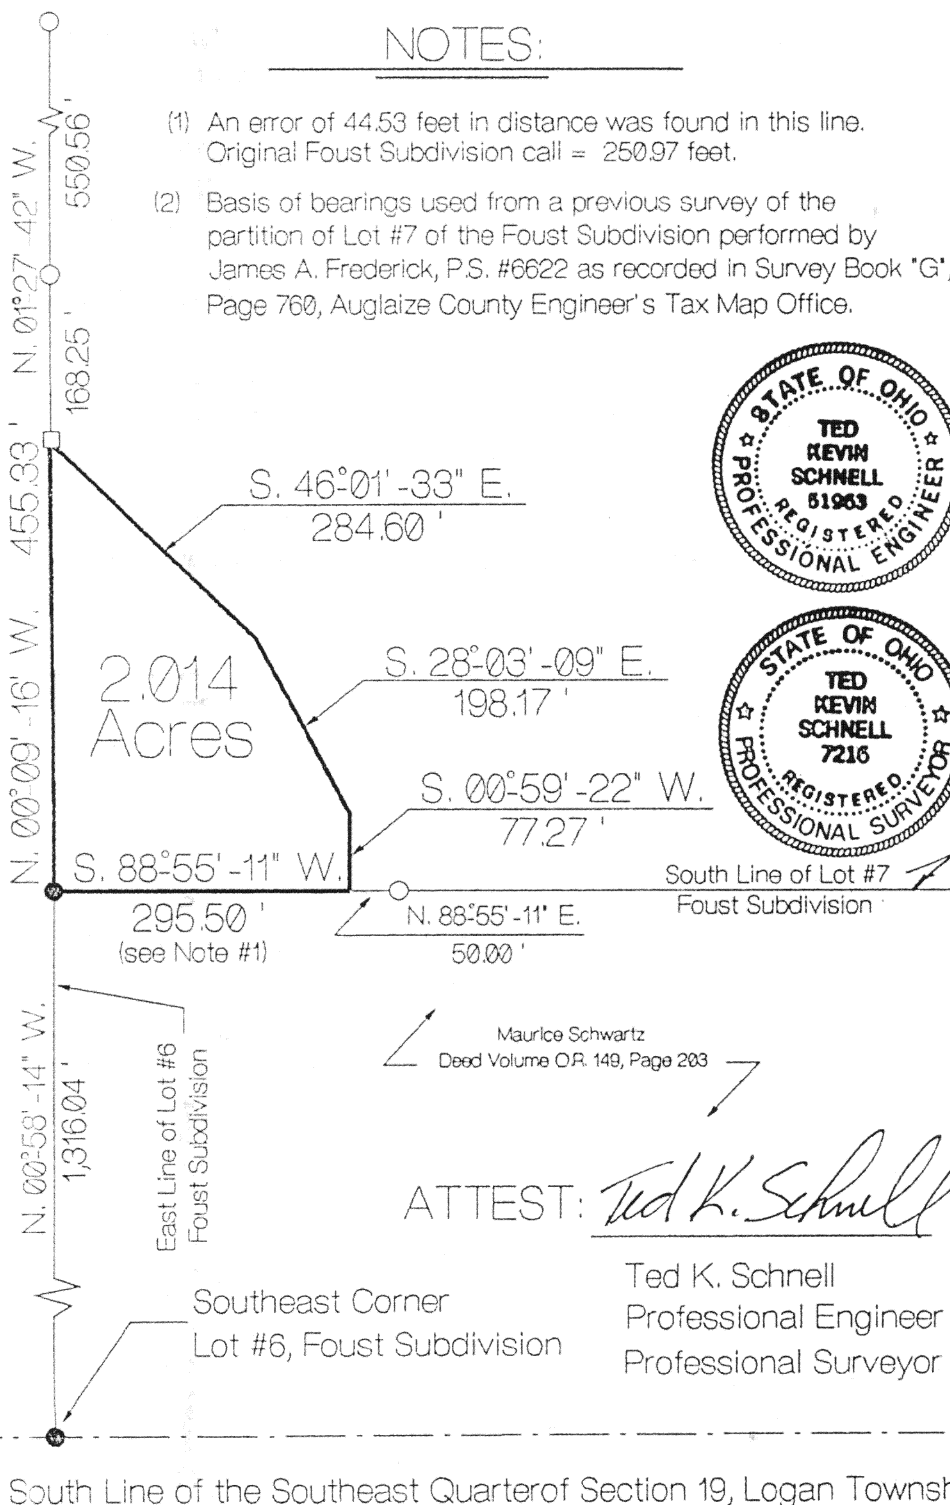 NOTES:
(1) An error of 44.53 feet in distance was found in this line.
Original Foust Subdivision call = 250.97 feet.
(2) Basis of bearings used from a previous survey of the
partition of Lot #7 of the Foust Subdivision performed by
James A. Frederick, P.S. #6622 as recorded in Survey Book "G",
Page 760, Auglaize County Engineer's Tax Map Office.
N. 01°-27'-42" W.
550.56 '
168.25 '
STATE OF OHIO
TED
KEVIN
SCHNELL
51963
REGISTERED
PROFESSIONAL ENGINEER
S. 46°-01'-33" E.
284.60 '
N. 00°-09'-16" W. 455.33 '
2.014
Acres
S. 28°-03'-09" E.
198.17 '
STATE OF OHIO
TED
KEVIN
SCHNELL
7216
REGISTERED
PROFESSIONAL SURVEYOR
S. 00°-59'-22" W.
77.27 '
S. 88°-55'-11" W.
295.50 '
(see Note #1)
South Line of Lot #7
Foust Subdivision
N. 88°-55'-11" E.
50.00 '
N. 00°-58'-14" W.
1,316.04 '
East Line of Lot #6
Foust Subdivision
Maurice Schwartz
Deed Volume O.R. 149, Page 203
ATTEST: Ted K. Schnell
Ted K. Schnell
Professional Engineer
Professional Surveyor
Southeast Corner
Lot #6, Foust Subdivision
South Line of the Southeast Quarterof Section 19, Logan Townsh